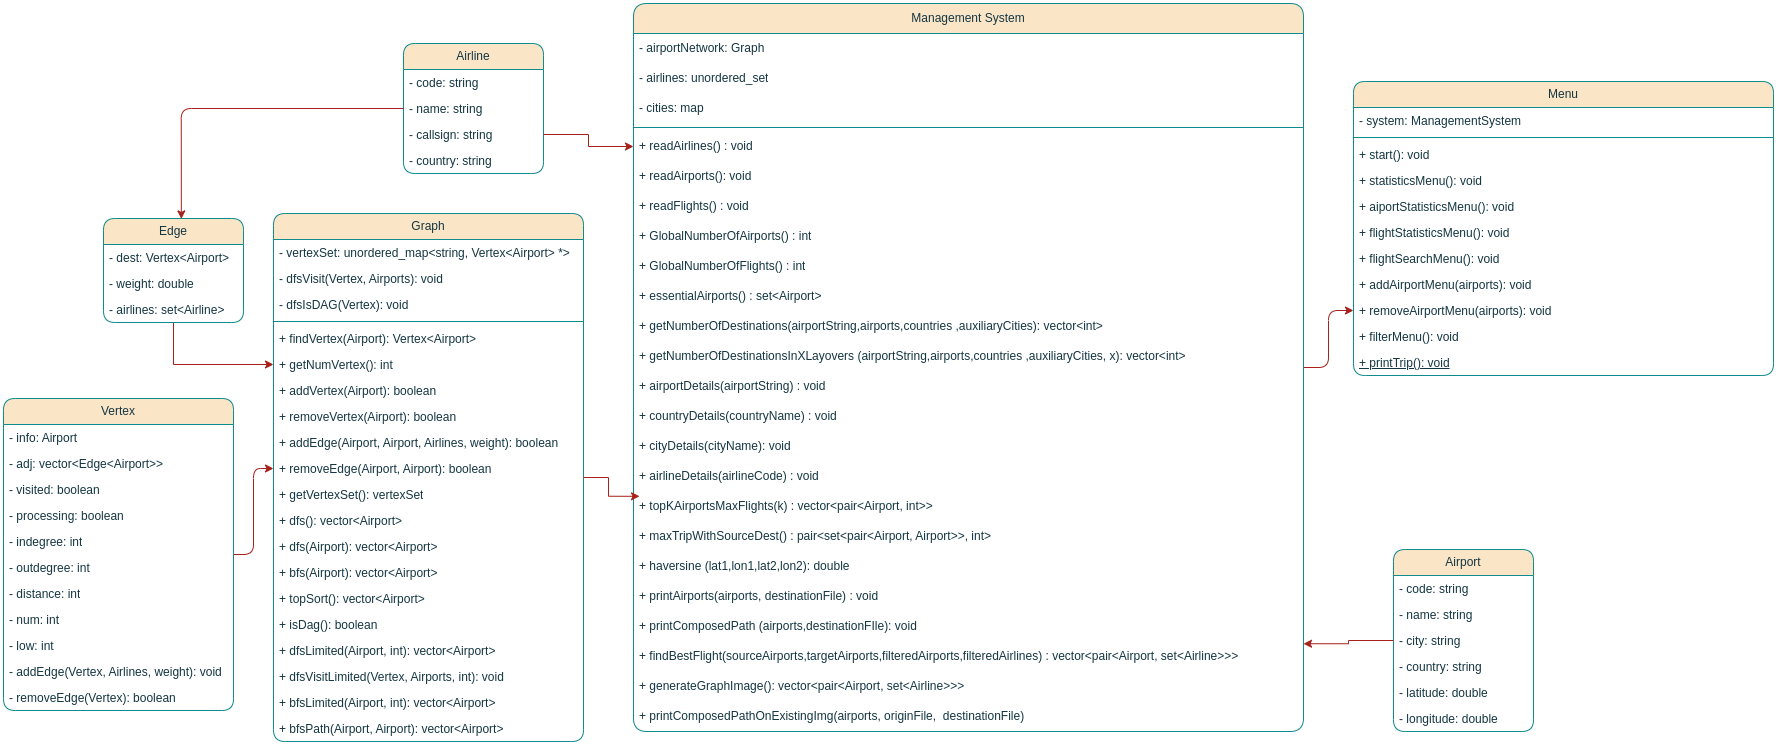 Airline
- code: string
- name: string
- callsign: string
- country: string
Edge
- dest: Vertex<Airport>
- weight: double
- airlines: set<Airline>
Vertex
- info: Airport
- adj: vector<Edge<Airport>>
- visited: boolean
- processing: boolean
- indegree: int
- outdegree: int
- distance: int
- num: int
- low: int
- addEdge(Vertex, Airlines, weight): void
- removeEdge(Vertex): boolean
Graph
- vertexSet: unordered_map<string, Vertex<Airport> *>
- dfsVisit(Vertex, Airports): void
- dfsIsDAG(Vertex): void
+ findVertex(Airport): Vertex<Airport>
+ getNumVertex(): int
+ addVertex(Airport): boolean
+ removeVertex(Airport): boolean
+ addEdge(Airport, Airport, Airlines, weight): boolean
+ removeEdge(Airport, Airport): boolean
+ getVertexSet(): vertexSet
+ dfs(): vector<Airport>
+ dfs(Airport): vector<Airport>
+ bfs(Airport): vector<Airport>
+ topSort(): vector<Airport>
+ isDag(): boolean
+ dfsLimited(Airport, int): vector<Airport>
+ dfsVisitLimited(Vertex, Airports, int): void
+ bfsLimited(Airport, int): vector<Airport>
+ bfsPath(Airport, Airport): vector<Airport>
Management System
- airportNetwork: Graph
- airlines: unordered_set
- cities: map
+ readAirlines() : void
+ readAirports(): void
+ readFlights() : void
+ GlobalNumberOfAirports() : int
+ GlobalNumberOfFlights() : int
+ essentialAirports() : set<Airport>
+ getNumberOfDestinations(airportString,airports,countries ,auxiliaryCities): vector<int>
+ getNumberOfDestinationsInXLayovers (airportString,airports,countries ,auxiliaryCities, x): vector<int>
+ airportDetails(airportString) : void
+ countryDetails(countryName) : void
+ cityDetails(cityName): void
+ airlineDetails(airlineCode) : void
+ topKAirportsMaxFlights(k) : vector<pair<Airport, int>>
+ maxTripWithSourceDest() : pair<set<pair<Airport, Airport>>, int>
+ haversine (lat1,lon1,lat2,lon2): double
+ printAirports(airports, destinationFile) : void
+ printComposedPath (airports,destinationFIle): void
+ findBestFlight(sourceAirports,targetAirports,filteredAirports,filteredAirlines) : vector<pair<Airport, set<Airline>>>
+ generateGraphImage(): vector<pair<Airport, set<Airline>>>
+ printComposedPathOnExistingImg(airports, originFile,  destinationFile)
Menu
- system: ManagementSystem
+ start(): void
+ statisticsMenu(): void
+ aiportStatisticsMenu(): void
+ flightStatisticsMenu(): void
+ flightSearchMenu(): void
+ addAirportMenu(airports): void
+ removeAirportMenu(airports): void
+ filterMenu(): void
+ printTrip(): void
Airport
- code: string
- name: string
- city: string
- country: string
- latitude: double
- longitude: double